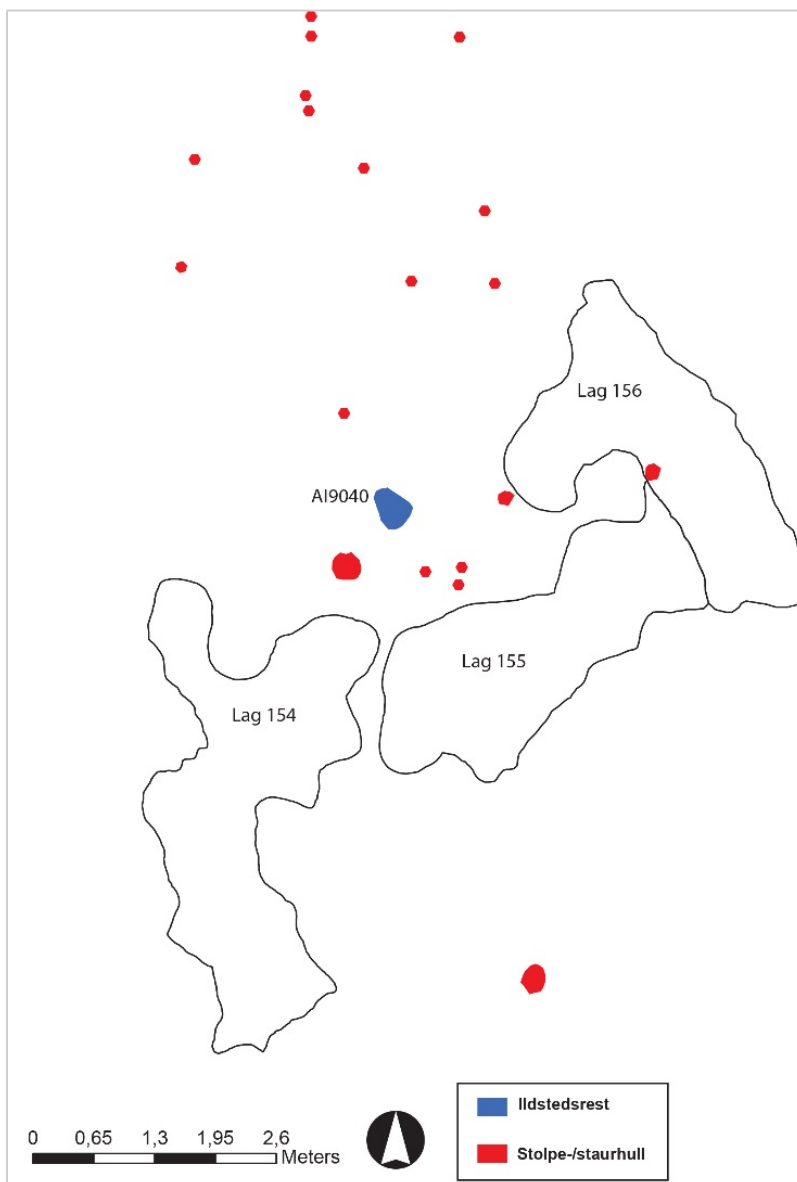 Lag 156
AI9040
Lag 155
Lag 154
Ildstedsrest
Stolpe-/staurhull
0 0,65 1,3 1,95 2,6
Meters